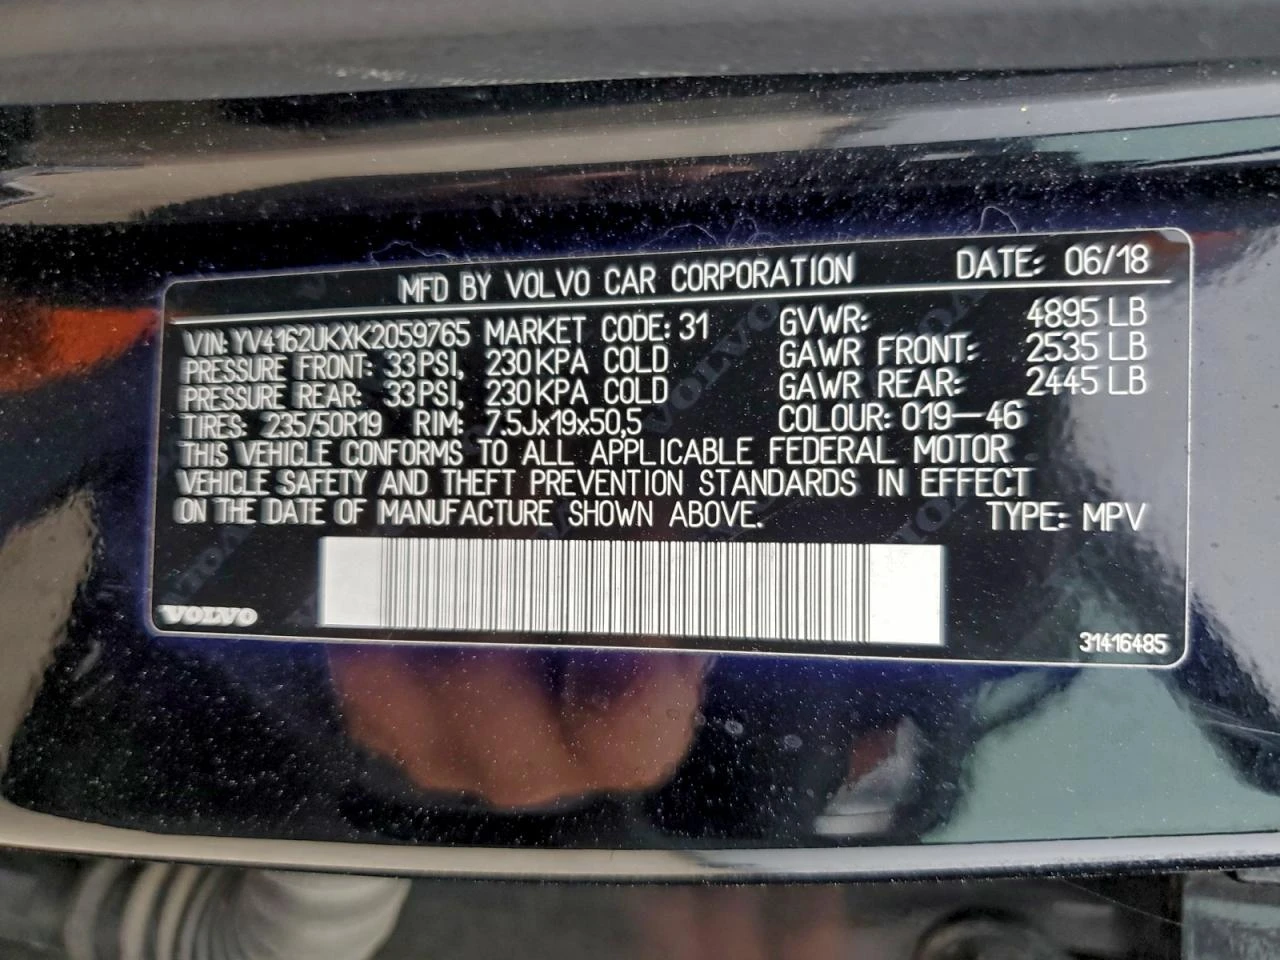 MFD BY VOLVO CAR CORPORATION DATE: 06/18
VIN: YV4162UKXK2059765 MARKET CODE: 31 GVWR: 4895 LB
PRESSURE FRONT: 33 PSI, 230 KPA COLD GAWR FRONT: 2535 LB
PRESSURE REAR: 33 PSI, 230 KPA COLD GAWR REAR: 2445 LB
TIRES: 235/50R19 RIM: 7.5Jx19x50,5 COLOUR: 019-46
THIS VEHICLE CONFORMS TO ALL APPLICABLE FEDERAL MOTOR
VEHICLE SAFETY AND THEFT PREVENTION STANDARDS IN EFFECT
ON THE DATE OF MANUFACTURE SHOWN ABOVE. TYPE: MPV
VOLVO
31416485